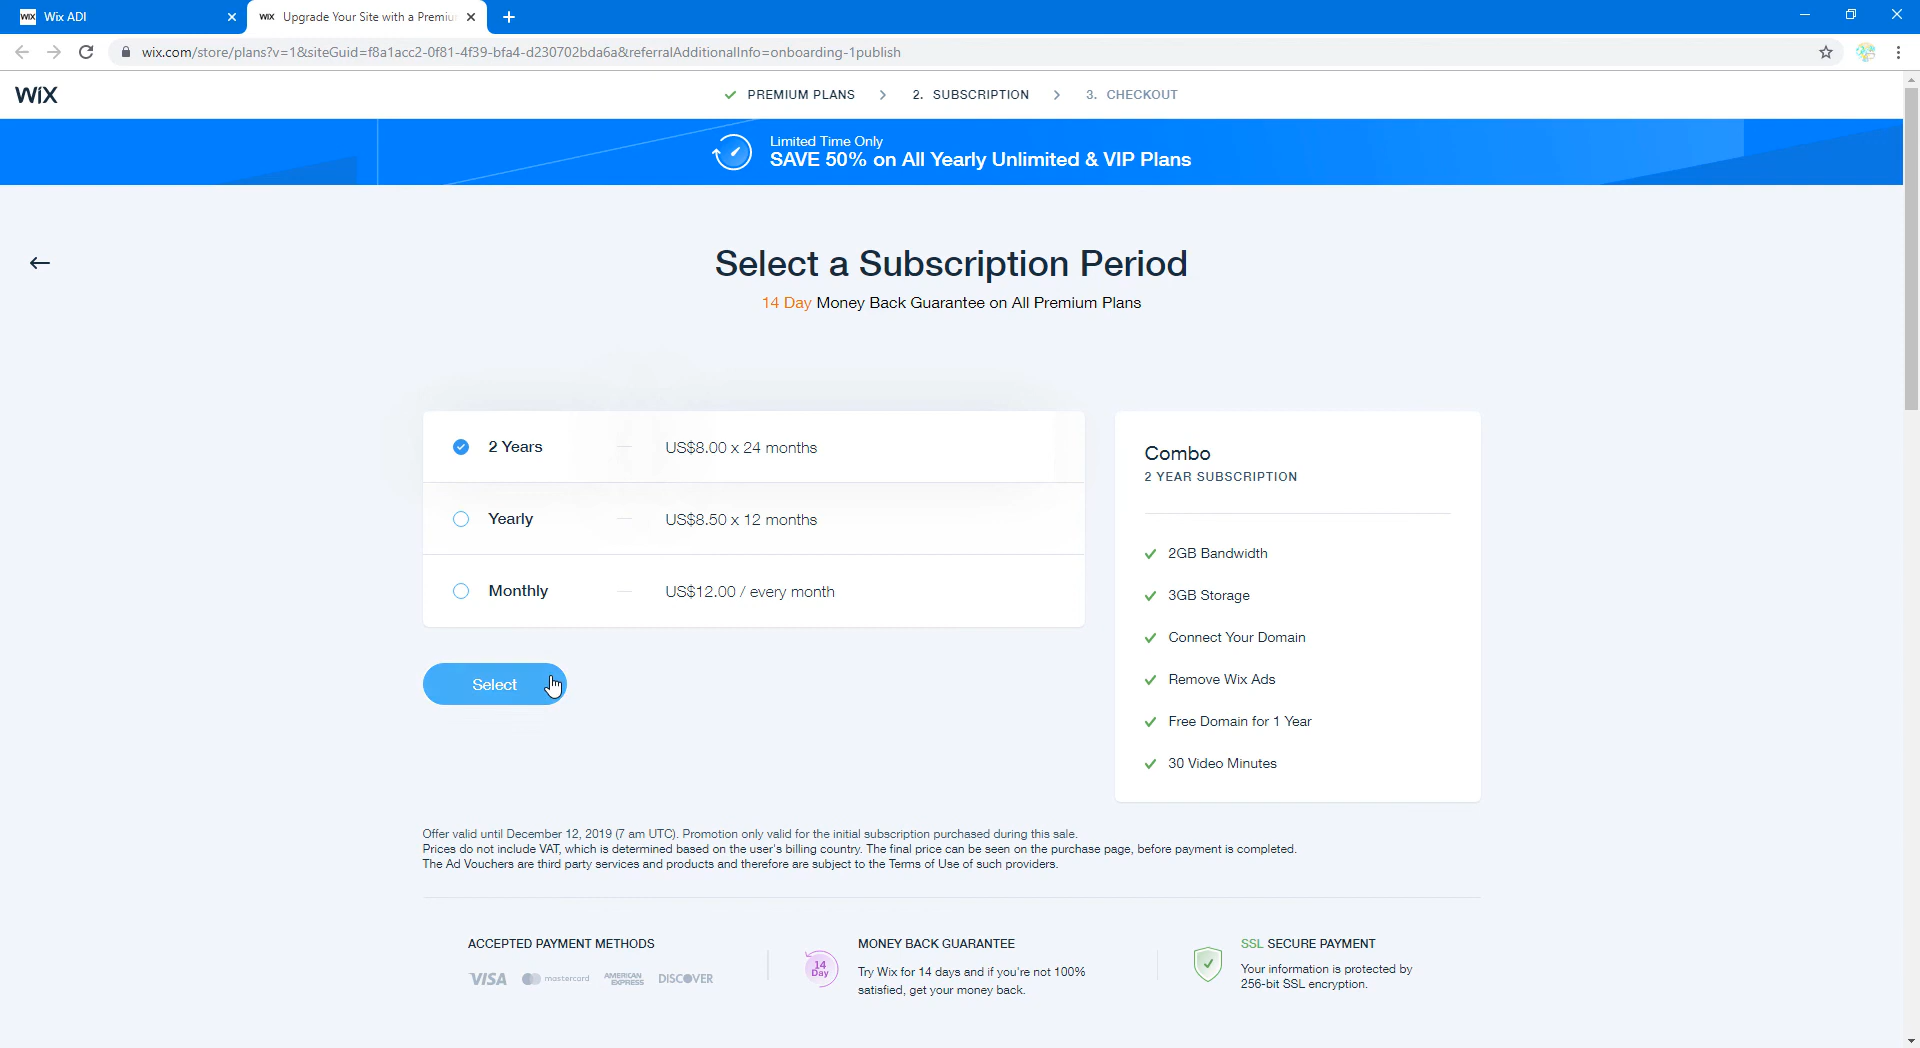 WiX Wix ADI
WiX Upgrade Your Site with a Premiu
wix.com/store/plans?v=1&siteGuid=f8a1acc2-0f81-4f39-bfa4-d230702bda6a&referralAdditionalInfo=onboarding-1publish
WiX
PREMIUM PLANS > 2. SUBSCRIPTION > 3. CHECKOUT
Limited Time Only
SAVE 50% on All Yearly Unlimited & VIP Plans
Select a Subscription Period
14 Day Money Back Guarantee on All Premium Plans
2 Years — US$8.00 x 24 months
Yearly — US$8.50 x 12 months
Monthly — US$12.00 / every month
Select
Combo
2 YEAR SUBSCRIPTION
2GB Bandwidth
3GB Storage
Connect Your Domain
Remove Wix Ads
Free Domain for 1 Year
30 Video Minutes
Offer valid until December 12, 2019 (7 am UTC). Promotion only valid for the initial subscription purchased during this sale.
Prices do not include VAT, which is determined based on the user's billing country. The final price can be seen on the purchase page, before payment is completed.
The Ad Vouchers are third party services and products and therefore are subject to the Terms of Use of such providers.
ACCEPTED PAYMENT METHODS
VISA mastercard AMERICAN EXPRESS DISCOVER
14
Day
MONEY BACK GUARANTEE
Try Wix for 14 days and if you're not 100%
satisfied, get your money back.
SSL SECURE PAYMENT
Your information is protected by
256-bit SSL encryption.